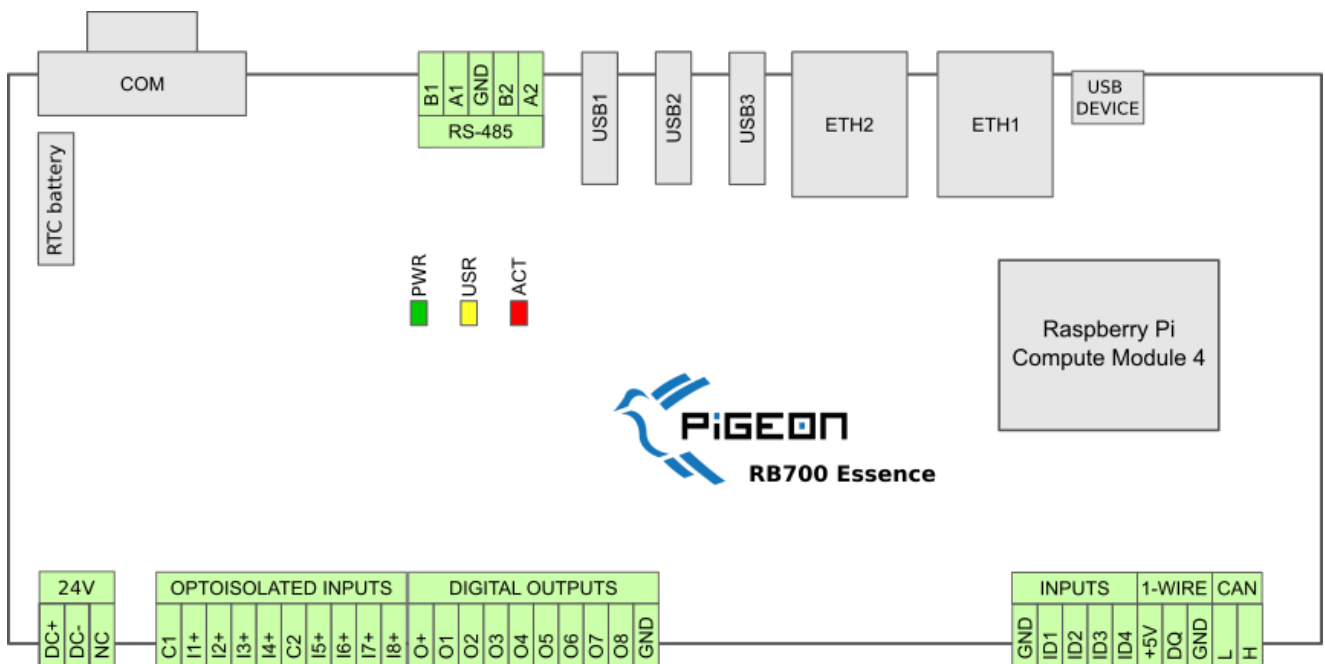 COM
B1
A1
GND
B2
A2
RS-485
USB1
USB2
USB3
ETH2
ETH1
USB
DEVICE
RTC battery
PWR
USR
ACT
Raspberry Pi
Compute Module 4
PiGEON
RB700 Essence
24V
DC+
DC-
NC
OPTOISOLATED INPUTS
C1
I1+
I2+
I3+
I4+
C2
I5+
I6+
I7+
I8+
DIGITAL OUTPUTS
O+
O1
O2
O3
O4
O5
O6
O7
O8
GND
INPUTS
GND
ID1
ID2
ID3
ID4
1-WIRE
+5V
DQ
GND
CAN
L
H